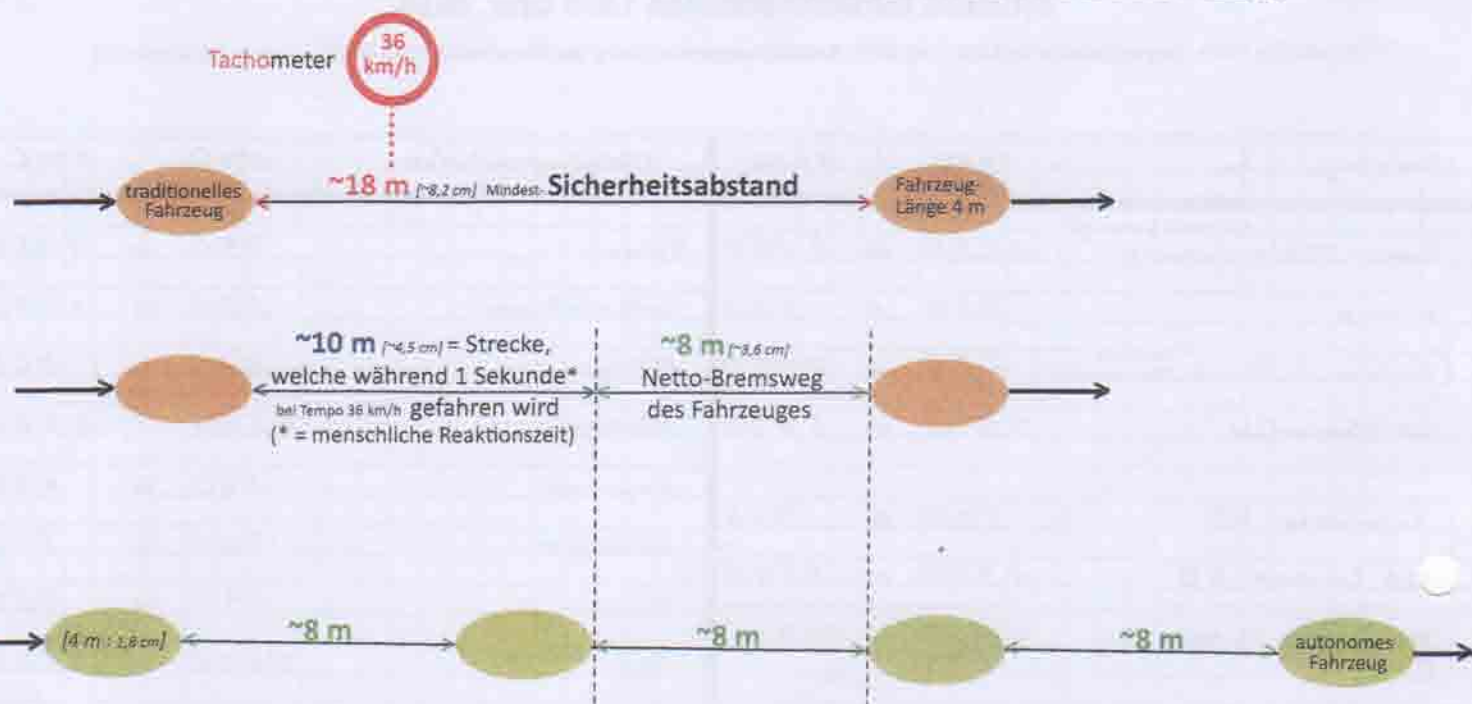 Tachometer
36
km/h
traditionelles
Fahrzeug
~18 m [~8,2 cm] Mindest- Sicherheitsabstand
Fahrzeug-
Länge 4 m
~10 m [~4,5 cm] = Strecke,
welche während 1 Sekunde*
bei Tempo 36 km/h gefahren wird
(* = menschliche Reaktionszeit)
~8 m [~3,6 cm]
Netto-Bremsweg
des Fahrzeuges
[4 m : 1,8 cm]
~8 m
~8 m
~8 m
autonomes
Fahrzeug